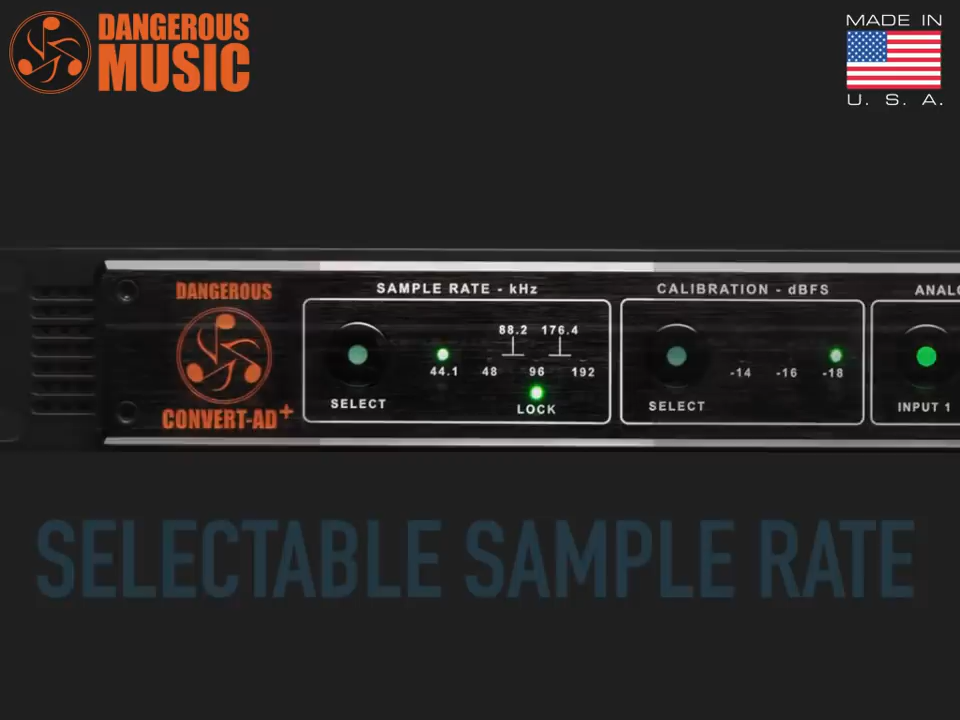 DANGEROUS
MUSIC
MADE IN
U. S. A.
DANGEROUS
CONVERT-AD+
SAMPLE RATE - kHz
88.2 176.4
44.1 48 96 192
SELECT
LOCK
CALIBRATION - dBFS
-14 -16 -18
SELECT
INPUT 1
SELECTABLE SAMPLE RATE